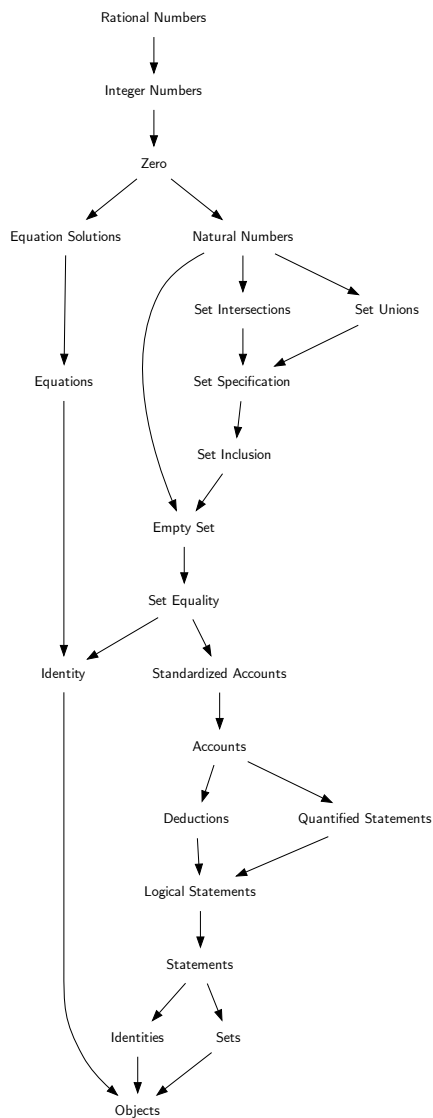 Rational Numbers
Integer Numbers
Zero
Equation Solutions
Natural Numbers
Set Intersections
Set Unions
Equations
Set Specification
Set Inclusion
Empty Set
Set Equality
Identity
Standardized Accounts
Accounts
Deductions
Quantified Statements
Logical Statements
Statements
Identities
Sets
Objects